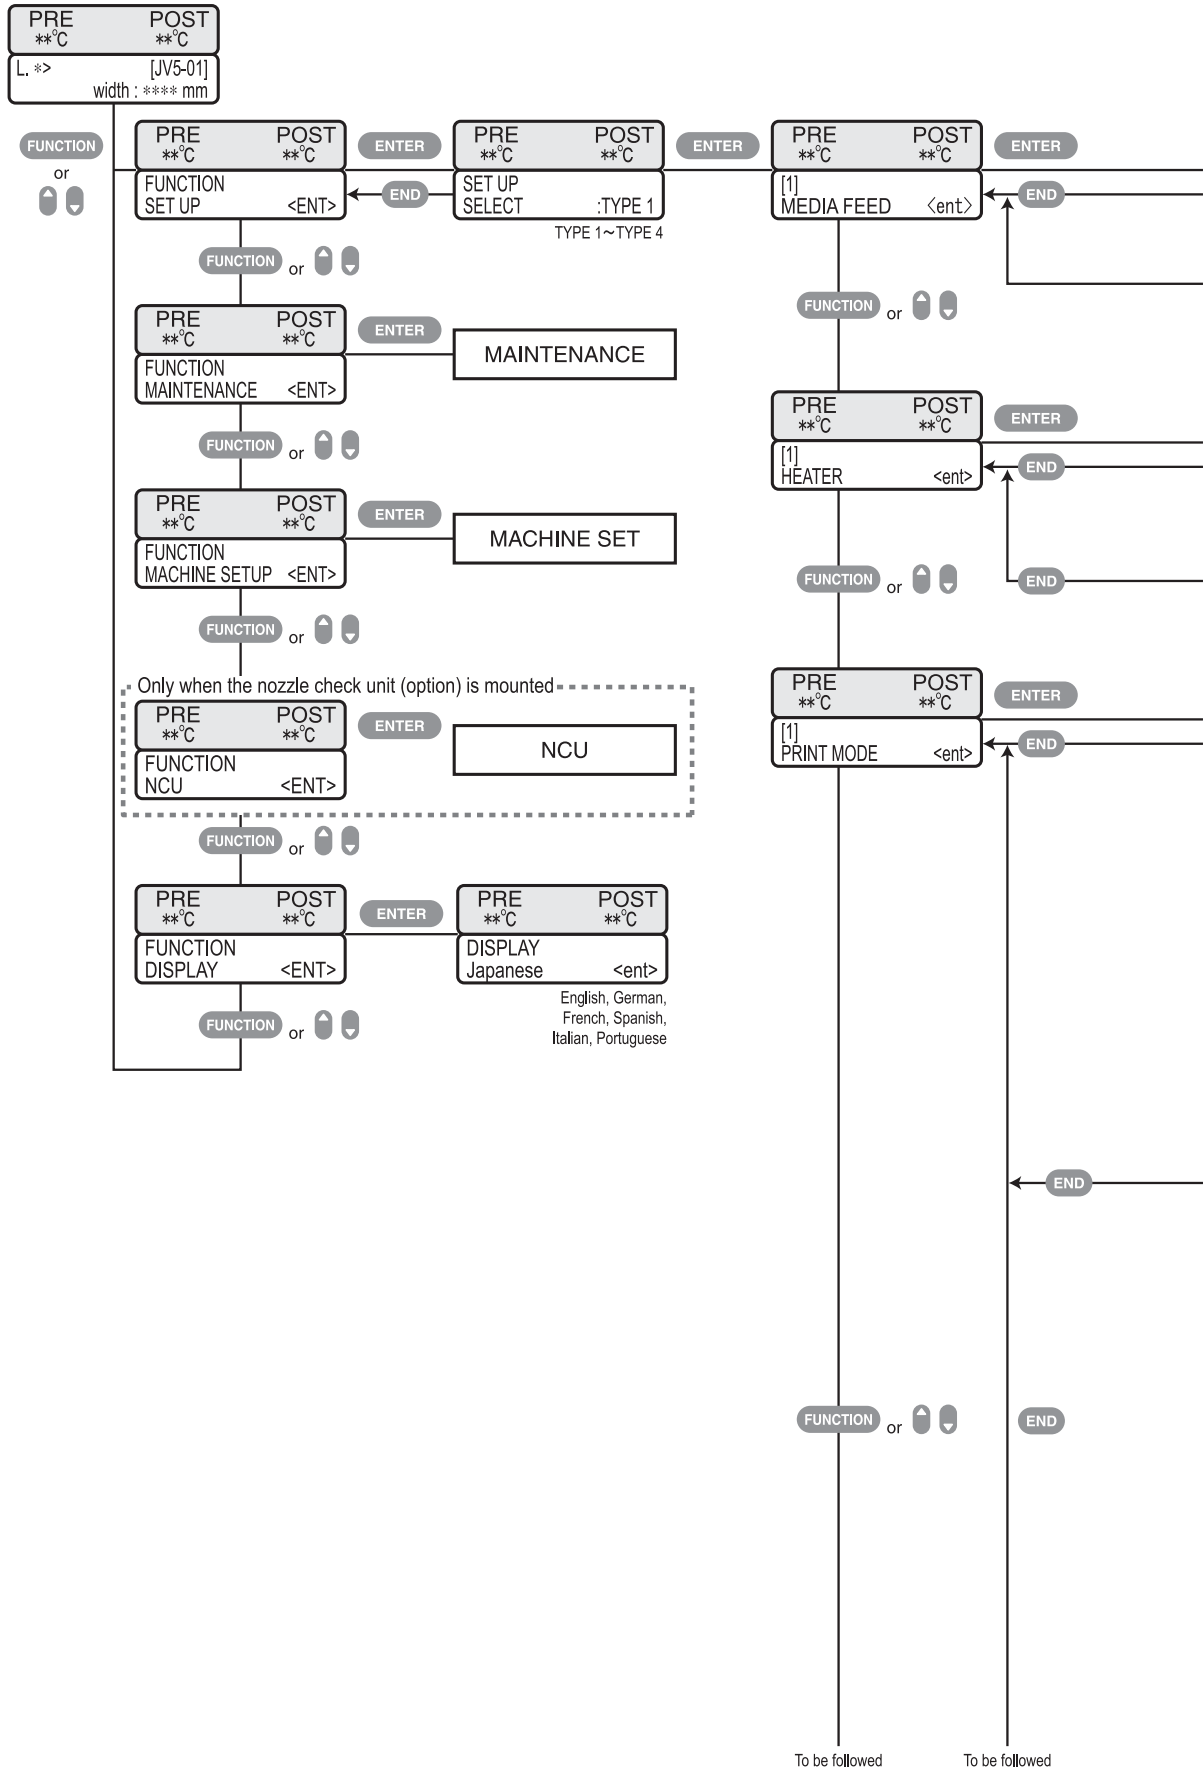 PRE POST
**°C **°C
L. *> [JV5-01]
width : **** mm
FUNCTION
or
PRE POST
**°C **°C
FUNCTION
SET UP <ENT>
ENTER
END
PRE POST
**°C **°C
SET UP
SELECT :TYPE 1
TYPE 1～TYPE 4
ENTER
PRE POST
**°C **°C
[1]
MEDIA FEED <ent>
ENTER
END
FUNCTION or
FUNCTION or
PRE POST
**°C **°C
FUNCTION
MAINTENANCE <ENT>
ENTER
MAINTENANCE
FUNCTION or
PRE POST
**°C **°C
[1]
HEATER <ent>
ENTER
END
PRE POST
**°C **°C
FUNCTION
MACHINE SETUP <ENT>
ENTER
MACHINE SET
FUNCTION or
END
FUNCTION or
Only when the nozzle check unit (option) is mounted
PRE POST
**°C **°C
FUNCTION
NCU <ENT>
ENTER
NCU
PRE POST
**°C **°C
[1]
PRINT MODE <ent>
ENTER
END
FUNCTION or
PRE POST
**°C **°C
FUNCTION
DISPLAY <ENT>
ENTER
PRE POST
**°C **°C
DISPLAY
Japanese <ent>
English, German,
French, Spanish,
Italian, Portuguese
FUNCTION or
END
FUNCTION or
END
To be followed
To be followed